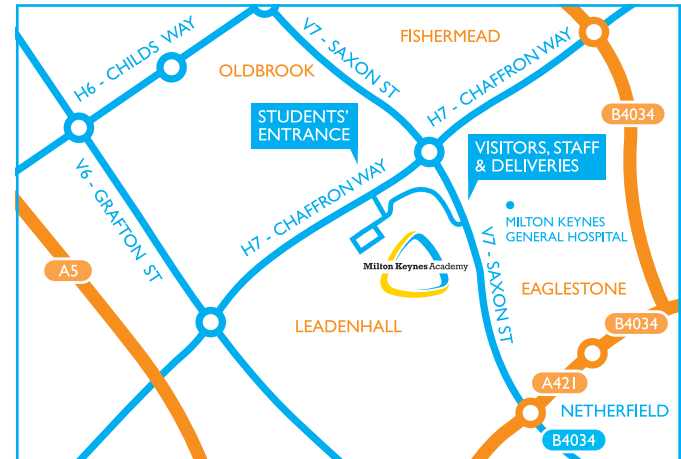 FISHERMEAD
H6 - CHILDS WAY
V7 - SAXON ST
OLDBROOK
H7 - CHAFFRON WAY
B4034
STUDENTS'
ENTRANCE
VISITORS, STAFF
& DELIVERIES
V6 - GRAFTON ST
H7 - CHAFFRON WAY
MILTON KEYNES
GENERAL HOSPITAL
V7 - SAXON ST
A5
Milton Keynes Academy
EAGLESTONE
LEADENHALL
B4034
A421
NETHERFIELD
B4034